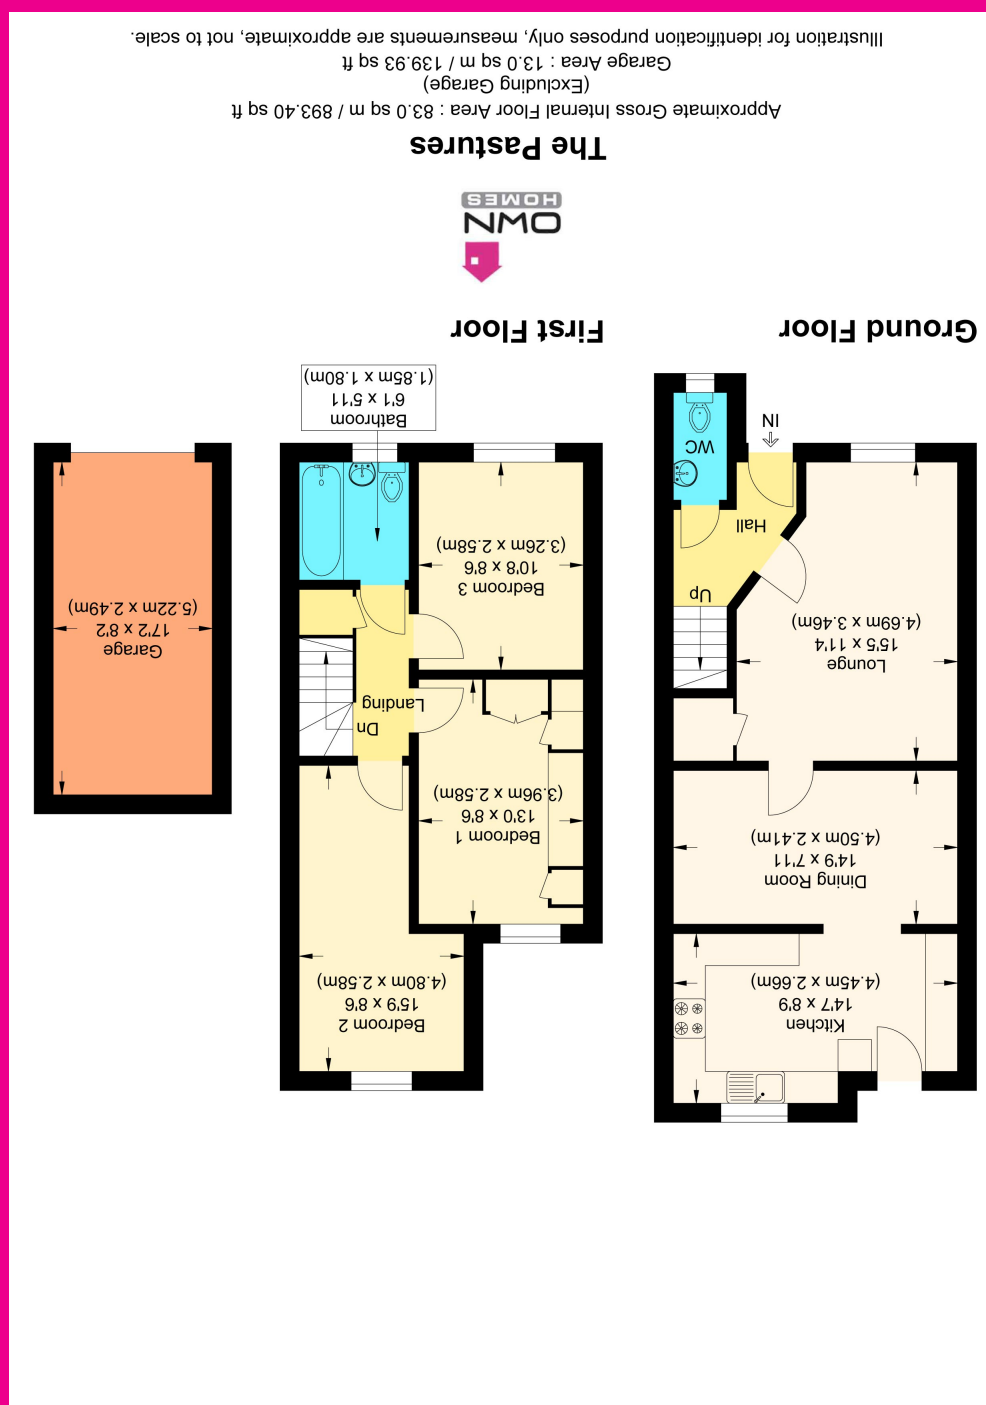 Kitchen
14'7 x 8'9
(4.45m x 2.66m)
Dining Room
14'9 x 7'11
(4.50m x 2.41m)
Lounge
15'5 x 11'4
(4.69m x 3.46m)
Up
Hall
WC
IN
Ground Floor
Bedroom 2
15'9 x 8'6
(4.80m x 2.58m)
Bedroom 1
13'0 x 8'6
(3.96m x 2.58m)
Dn
Landing
Bedroom 3
10'8 x 8'6
(3.26m x 2.58m)
Bathroom
6'1 x 5'11
(1.85m x 1.80m)
First Floor
Garage
17'2 x 8'2
(5.22m x 2.49m)
OWN
HOMES
The Pastures
Approximate Gross Internal Floor Area : 83.0 sq m / 893.40 sq ft
(Excluding Garage)
Garage Area : 13.0 sq m / 139.93 sq ft
Illustration for identification purposes only, measurements are approximate, not to scale.